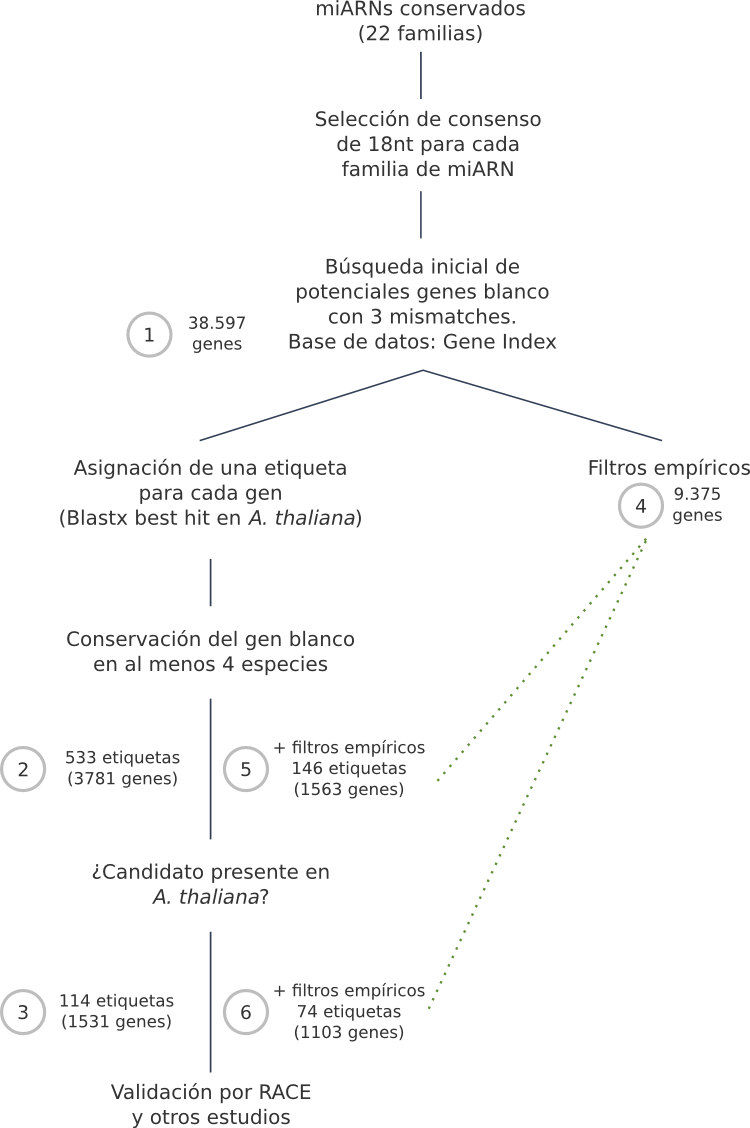 miARNs conservados
(22 familias)
Selección de consenso
de 18nt para cada
familia de miARN
Búsqueda inicial de
potenciales genes blanco
con 3 mismatches.
Base de datos: Gene Index
1
38.597
genes
Asignación de una etiqueta
para cada gen
(Blastx best hit en A. thaliana)
Filtros empíricos
4
9.375
genes
Conservación del gen blanco
en al menos 4 especies
2
533 etiquetas
(3781 genes)
5
+ filtros empíricos
146 etiquetas
(1563 genes)
¿Candidato presente en
A. thaliana?
3
114 etiquetas
(1531 genes)
6
+ filtros empíricos
74 etiquetas
(1103 genes)
Validación por RACE
y otros estudios